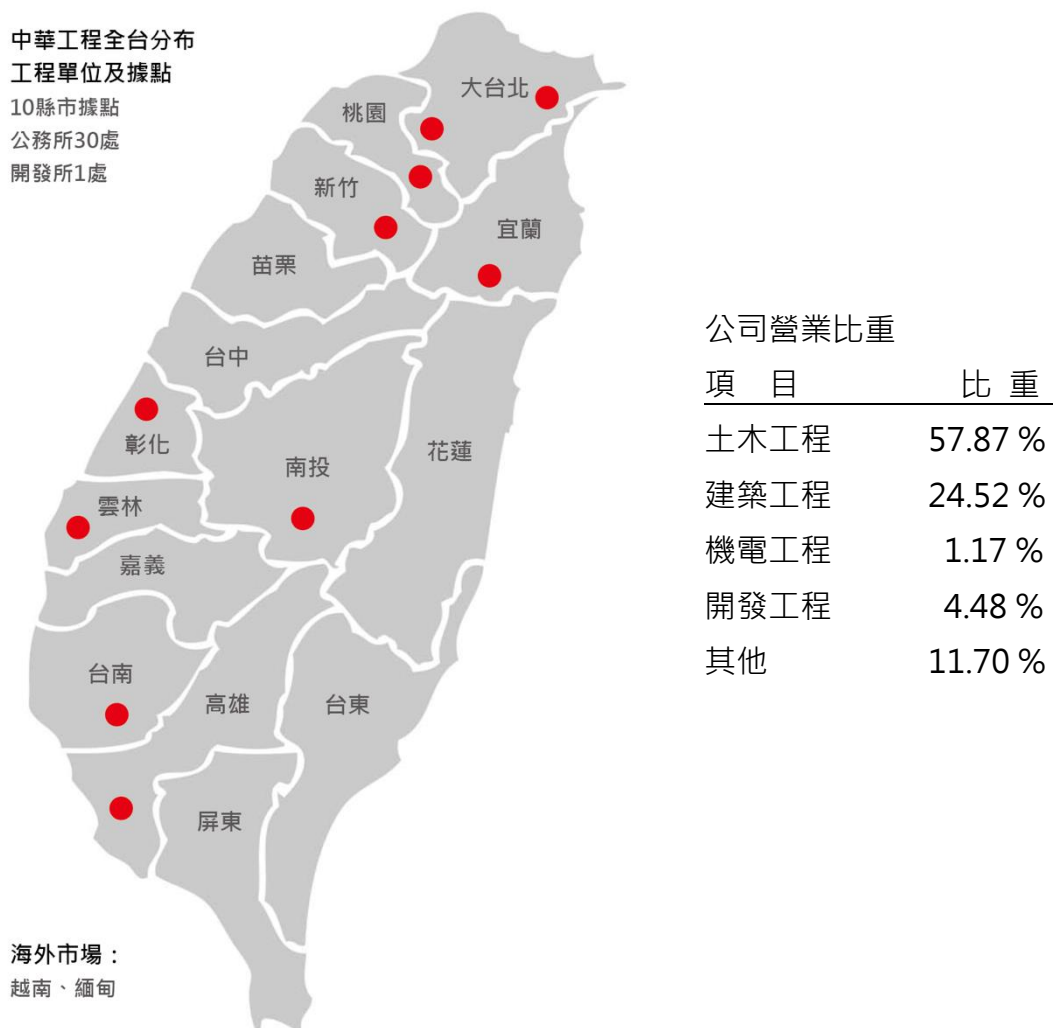 中華工程全台分布
工程單位及據點
10縣市據點
公務所30處
開發所1處
大台北
桃園
新竹
宜蘭
苗栗
台中
彰化
花蓮
南投
雲林
嘉義
台南
高雄
台東
屏東
海外市場：
越南、緬甸
公司營業比重
項 目 比 重
土木工程 57.87 %
建築工程 24.52 %
機電工程 1.17 %
開發工程 4.48 %
其他 11.70 %